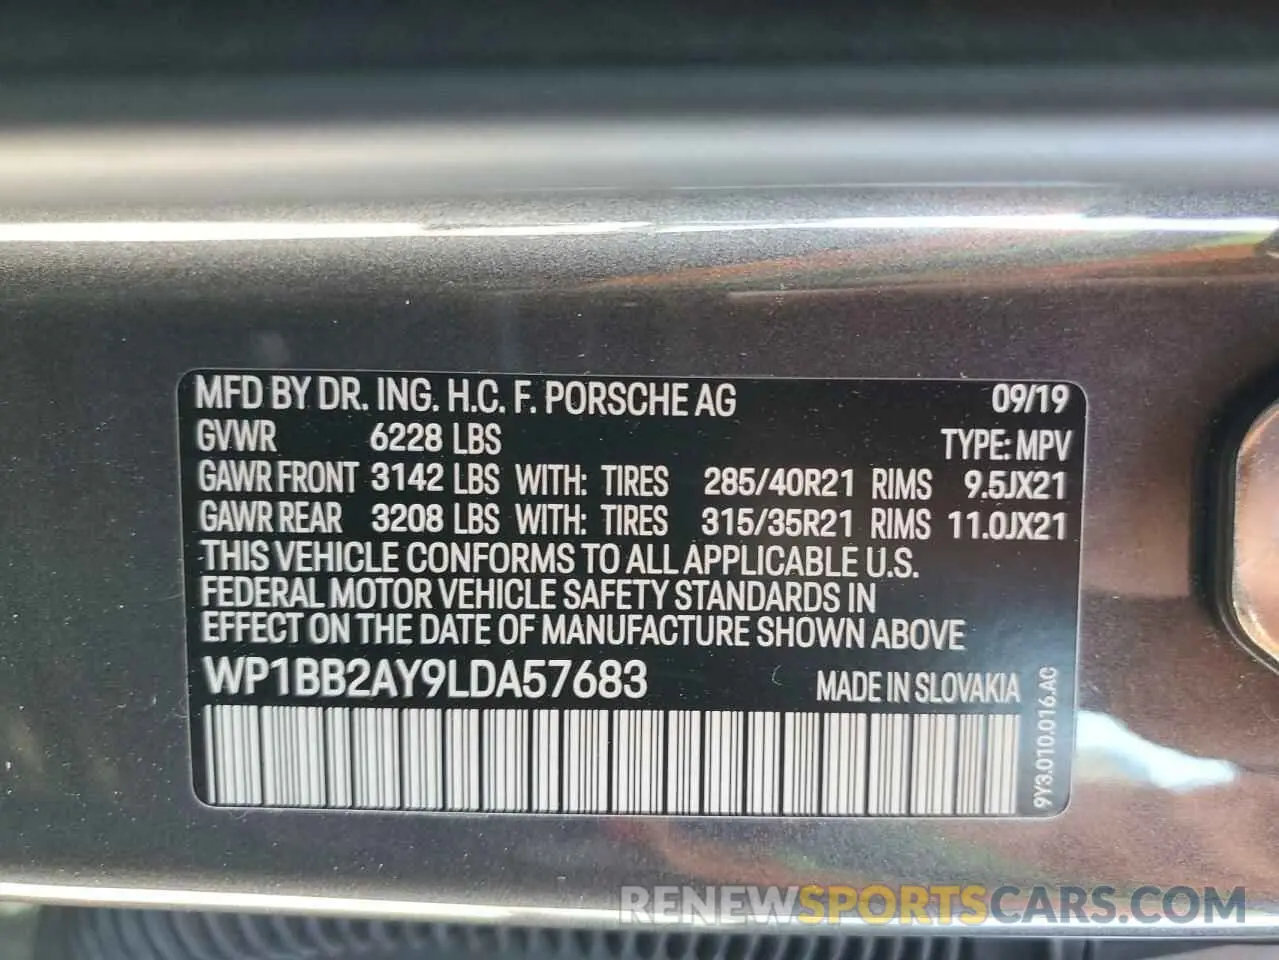 MFD BY DR. ING. H.C. F. PORSCHE AG 09/19
GVWR 6228 LBS TYPE: MPV
GAWR FRONT 3142 LBS WITH: TIRES 285/40R21 RIMS 9.5JX21
GAWR REAR 3208 LBS WITH: TIRES 315/35R21 RIMS 11.0JX21
THIS VEHICLE CONFORMS TO ALL APPLICABLE U.S.
FEDERAL MOTOR VEHICLE SAFETY STANDARDS IN
EFFECT ON THE DATE OF MANUFACTURE SHOWN ABOVE
WP1BB2AY9LDA57683 MADE IN SLOVAKIA
9Y3.010.016.AC
RENEWSPORTSCARS.COM